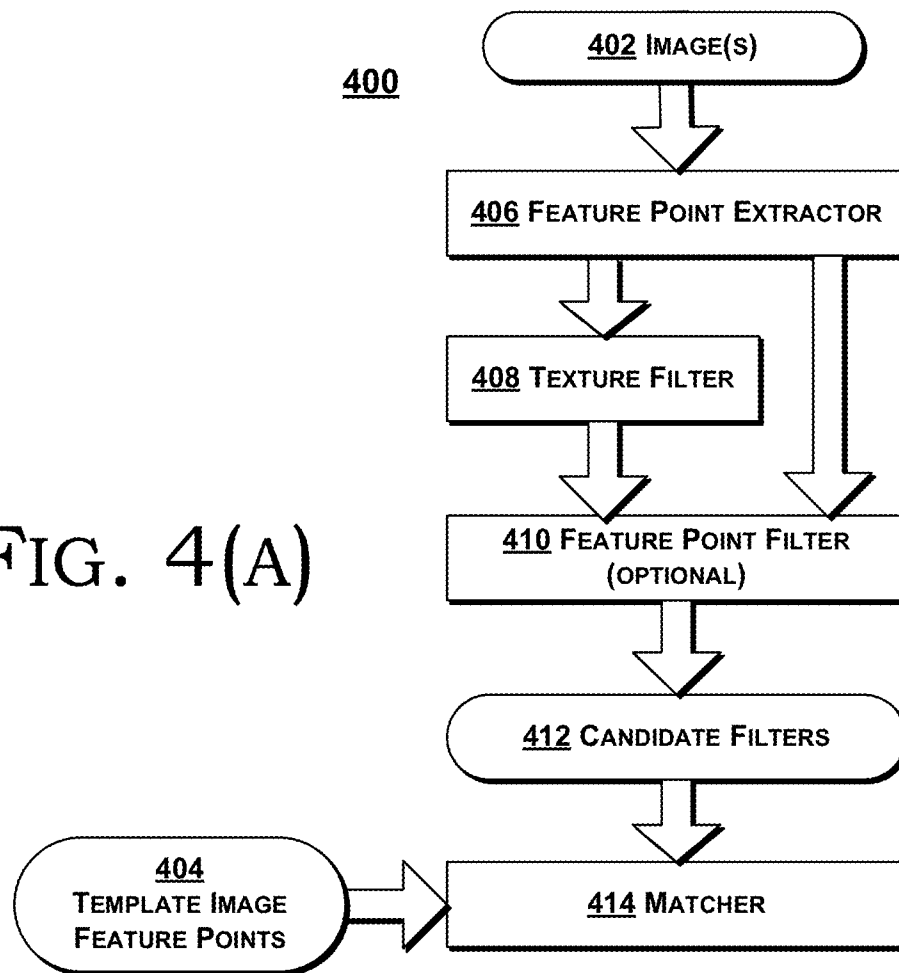 402 IMAGE(S)
400
406 FEATURE POINT EXTRACTOR
408 TEXTURE FILTER
FIG. 4(A)
410 FEATURE POINT FILTER
(OPTIONAL)
412 CANDIDATE FILTERS
404
TEMPLATE IMAGE
FEATURE POINTS
414 MATCHER